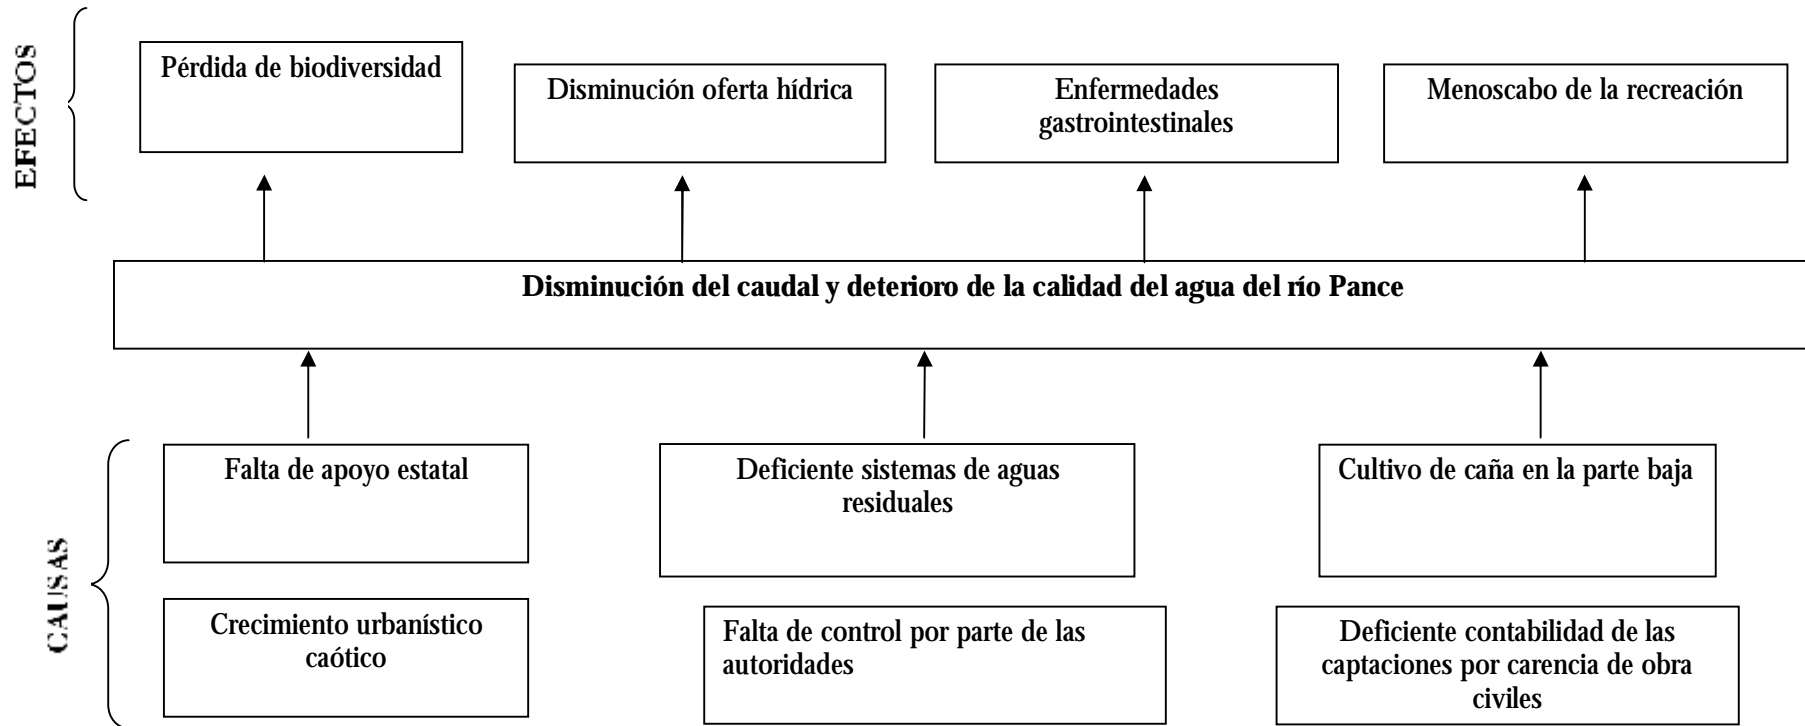 EFECTOS
Pérdida de biodiversidad
Disminución oferta hídrica
Enfermedades
gastrointestinales
Menoscabo de la recreación
Disminución del caudal y deterioro de la calidad del agua del río Pance
CAUSAS
Falta de apoyo estatal
Deficiente sistemas de aguas
residuales
Cultivo de caña en la parte baja
Crecimiento urbanístico
caótico
Falta de control por parte de las
autoridades
Deficiente contabilidad de las
captaciones por carencia de obra
civiles